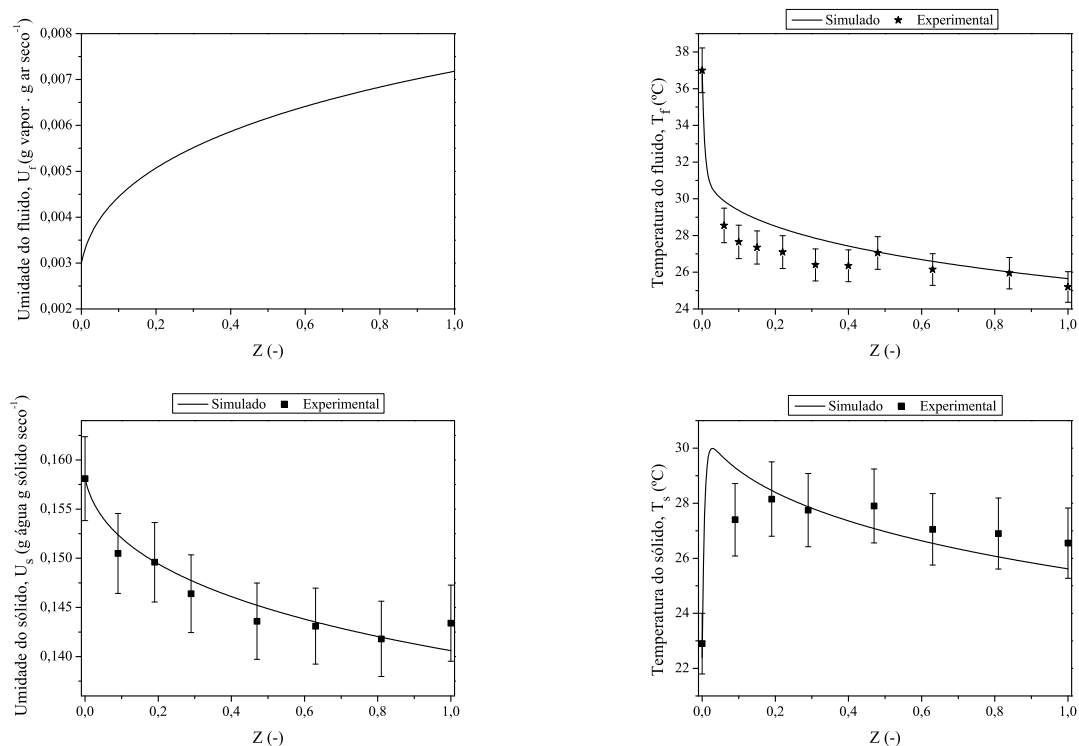 0,008
0,007
0,006
0,005
0,004
0,003
0,002
Umidade do fluido, U_f (g vapor . g ar seco⁻¹)
0,0 0,2 0,4 0,6 0,8 1,0
Z (-)
Simulado Experimental
38
36
34
32
30
28
26
24
Temperatura do fluido, T_f (ºC)
0,0 0,2 0,4 0,6 0,8 1,0
Z (-)
Simulado Experimental
0,160
0,155
0,150
0,145
0,140
Umidade do sólido, U_s (g água g sólido seco⁻¹)
0,0 0,2 0,4 0,6 0,8 1,0
Z (-)
Simulado Experimental
30
28
26
24
22
Temperatura do sólido, T_s (ºC)
0,0 0,2 0,4 0,6 0,8 1,0
Z (-)